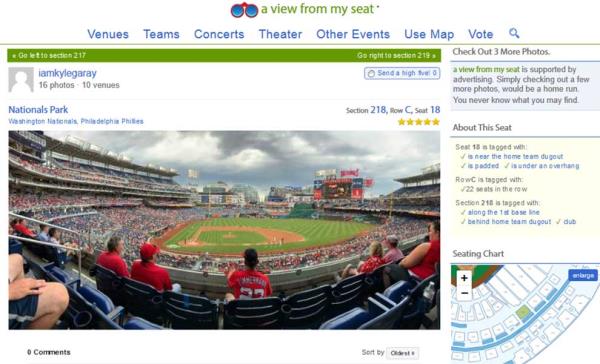 a view from my seat
Venues Teams Concerts Theater Other Events Use Map Vote
« Go left to section 217
Go right to section 219 »
iamkylegaray
16 photos · 10 venues
Send a high five! 0
Nationals Park
Washington Nationals, Philadelphia Phillies
Section 218, Row C, Seat 18
ZIMMERMAN
0 Comments
Sort by Oldest
Check Out 3 More Photos.
a view from my seat is supported by
advertising. Simply checking out a few
more photos, would be a home run.
You never know what you may find.
About This Seat
Seat 18 is tagged with:
✓ is near the home team dugout
✓ is padded ✓ is under an overhang
RowC is tagged with:
✓22 seats in the row
Section 218 is tagged with:
✓ along the 1st base line
✓ behind home team dugout ✓ club
Seating Chart
+
−
enlarge